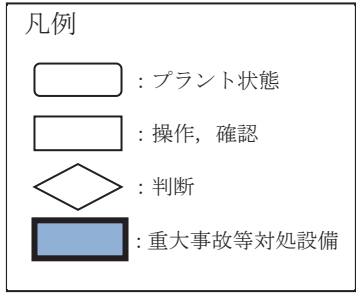 凡例
：プラント状態
：操作，確認
：判断
：重大事故等対処設備